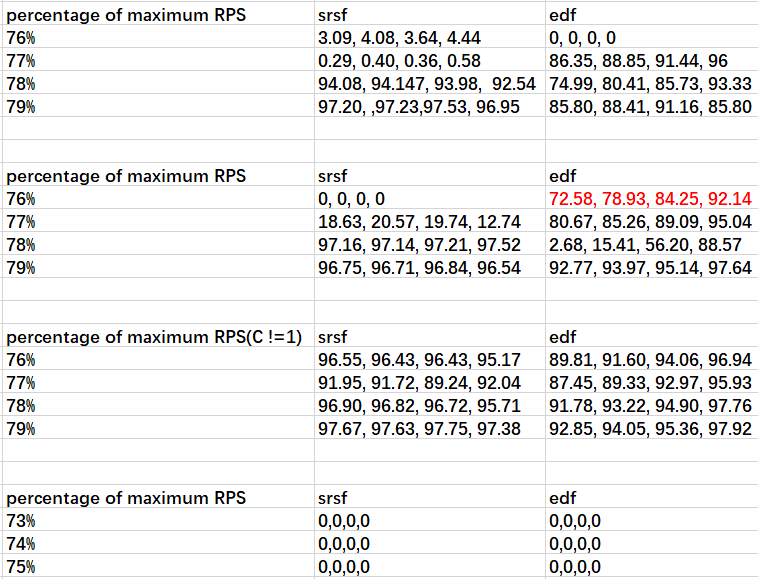 percentage of maximum RPS srsf edf
76% 3.09, 4.08, 3.64, 4.44 0, 0, 0, 0
77% 0.29, 0.40, 0.36, 0.58 86.35, 88.85, 91.44, 96
78% 94.08, 94.147, 93.98,  92.54 74.99, 80.41, 85.73, 93.33
79% 97.20, ,97.23,97.53, 96.95 85.80, 88.41, 91.16, 85.80
percentage of maximum RPS srsf edf
76% 0, 0, 0, 0 72.58, 78.93, 84.25, 92.14
77% 18.63, 20.57, 19.74, 12.74 80.67, 85.26, 89.09, 95.04
78% 97.16, 97.14, 97.21, 97.52 2.68, 15.41, 56.20, 88.57
79% 96.75, 96.71, 96.84, 96.54 92.77, 93.97, 95.14, 97.64
percentage of maximum RPS(C !=1) srsf edf
76% 96.55, 96.43, 96.43, 95.17 89.81, 91.60, 94.06, 96.94
77% 91.95, 91.72, 89.24, 92.04 87.45, 89.33, 92.97, 95.93
78% 96.90, 96.82, 96.72, 95.71 91.78, 93.22, 94.90, 97.76
79% 97.67, 97.63, 97.75, 97.38 92.85, 94.05, 95.36, 97.92
percentage of maximum RPS srsf edf
73% 0,0,0,0 0,0,0,0
74% 0,0,0,0 0,0,0,0
75% 0,0,0,0 0,0,0,0